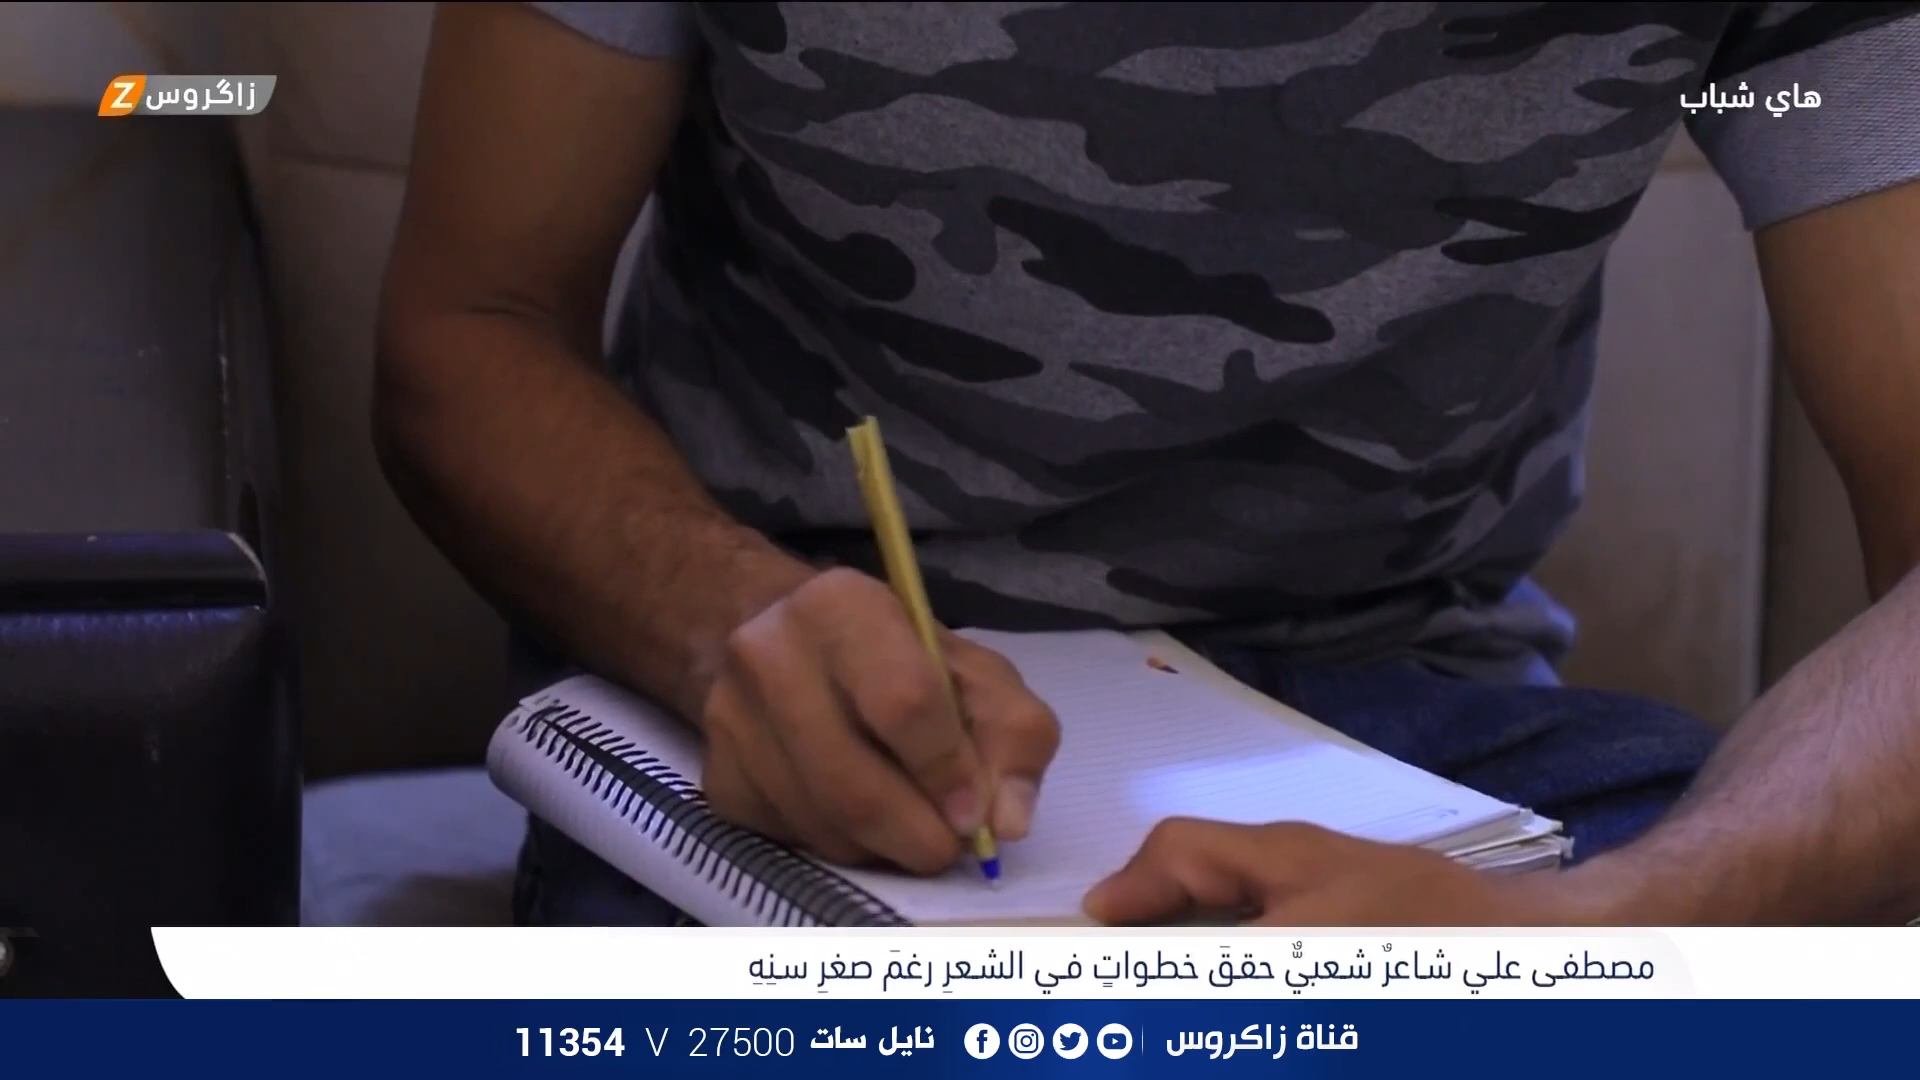 زاگروس Z
هاي شباب
مصطفى علي شاعرٌ شعبيٌّ حققَ خطواتٍ في الشعرِ رغمَ صغرِ سنِهِ
قناة زاكروس نايل سات 27500 V 11354